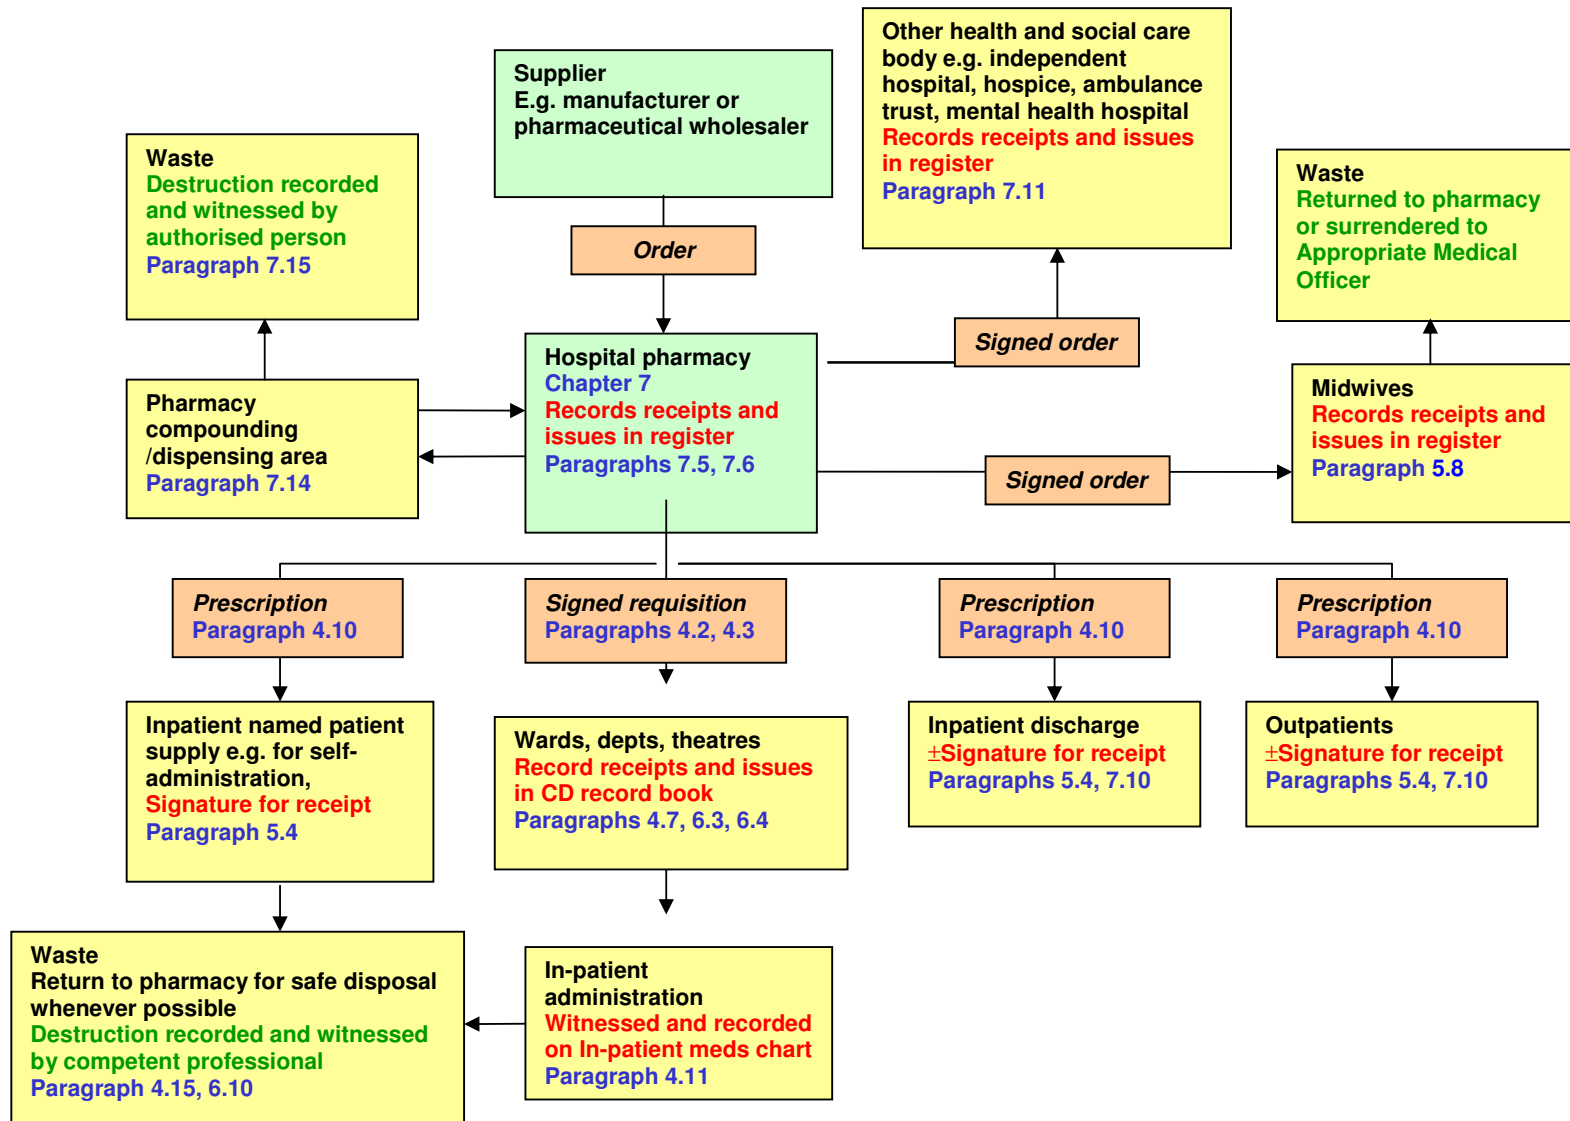 Supplier
E.g. manufacturer or
pharmaceutical wholesaler
Other health and social care
body e.g. independent
hospital, hospice, ambulance
trust, mental health hospital
Records receipts and issues
in register
Paragraph 7.11
Waste
Destruction recorded
and witnessed by
authorised person
Paragraph 7.15
Waste
Returned to pharmacy
or surrendered to
Appropriate Medical
Officer
Order
Signed order
Hospital pharmacy
Chapter 7
Records receipts and
issues in register
Paragraphs 7.5, 7.6
Pharmacy
compounding
/dispensing area
Paragraph 7.14
Midwives
Records receipts and
issues in register
Paragraph 5.8
Signed order
Prescription
Paragraph 4.10
Signed requisition
Paragraphs 4.2, 4.3
Prescription
Paragraph 4.10
Prescription
Paragraph 4.10
Inpatient named patient
supply e.g. for self-
administration,
Signature for receipt
Paragraph 5.4
Wards, depts, theatres
Record receipts and issues
in CD record book
Paragraphs 4.7, 6.3, 6.4
Inpatient discharge
±Signature for receipt
Paragraphs 5.4, 7.10
Outpatients
±Signature for receipt
Paragraphs 5.4, 7.10
Waste
Return to pharmacy for safe disposal
whenever possible
Destruction recorded and witnessed
by competent professional
Paragraph 4.15, 6.10
In-patient
administration
Witnessed and recorded
on In-patient meds chart
Paragraph 4.11